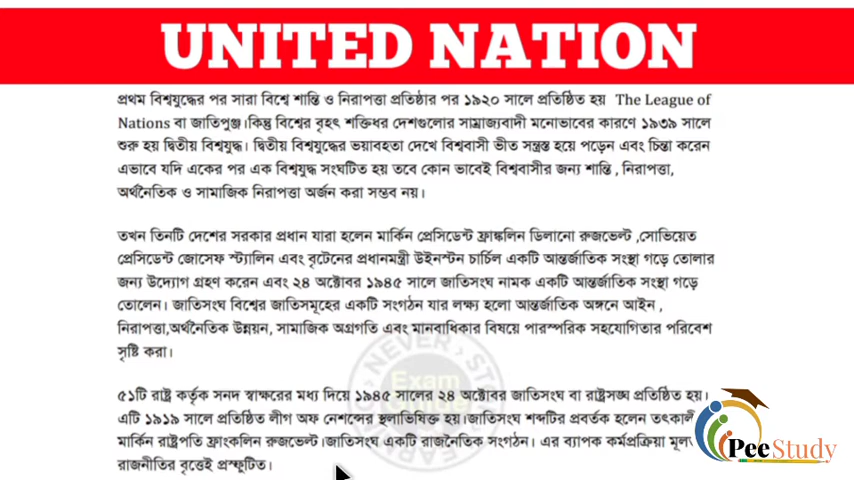 UNITED NATION
প্রথম বিশ্বযুদ্ধের পর সারা বিশ্বে শান্তি ও নিরাপত্তা প্রতিষ্ঠার পর ১৯২০ সালে প্রতিষ্ঠিত হয় The League of
Nations বা জাতিপুঞ্জ।কিন্তু বিশ্বের বৃহৎ শক্তিধর দেশগুলোর সাম্রাজ্যবাদী মনোভাবের কারণে ১৯৩৯ সালে
শুরু হয় দ্বিতীয় বিশ্বযুদ্ধ। দ্বিতীয় বিশ্বযুদ্ধের ভয়াবহতা দেখে বিশ্ববাসী ভীত সন্ত্রস্ত হয়ে পড়েন এবং চিন্তা করেন
এভাবে যদি একের পর এক বিশ্বযুদ্ধ সংঘটিত হয় তবে কোন ভাবেই বিশ্ববাসীর জন্য শান্তি , নিরাপত্তা,
অর্থনৈতিক ও সামাজিক নিরাপত্তা অর্জন করা সম্ভব নয়।
তখন তিনটি দেশের সরকার প্রধান যারা হলেন মার্কিন প্রেসিডেন্ট ফ্রাঙ্কলিন ডিলানো রুজভেল্ট ,সোভিয়েত
প্রেসিডেন্ট জোসেফ স্ট্যালিন এবং বৃটেনের প্রধানমন্ত্রী উইনস্টন চার্চিল একটি আন্তর্জাতিক সংস্থা গড়ে তোলার
জন্য উদ্যোগ গ্রহণ করেন এবং ২৪ অক্টোবর ১৯৪৫ সালে জাতিসংঘ নামক একটি আন্তর্জাতিক সংস্থা গড়ে
তোলেন। জাতিসংঘ বিশ্বের জাতিসমূহের একটি সংগঠন যার লক্ষ্য হলো আন্তর্জাতিক অঙ্গনে আইন ,
নিরাপত্তা,অর্থনৈতিক উন্নয়ন, সামাজিক অগ্রগতি এবং মানবাধিকার বিষয়ে পারস্পরিক সহযোগিতার পরিবেশ
সৃষ্টি করা।
৫১টি রাষ্ট্র কর্তৃক সনদ স্বাক্ষরের মধ্য দিয়ে ১৯৪৫ সালের ২৪ অক্টোবর জাতিসংঘ বা রাষ্ট্রসঙ্ঘ প্রতিষ্ঠিত হয়।
এটি ১৯১৯ সালে প্রতিষ্ঠিত লীগ অফ নেশন্সের স্থলাভিষিক্ত হয়।জাতিসংঘ শব্দটির প্রবর্তক হলেন
মার্কিন রাষ্ট্রপতি ফ্রাংকলিন রুজভেল্ট।জাতিসংঘ একটি রাজনৈতিক সংগঠন। এর ব্যাপক কর্মপ্রক্রিয়া
রাজনীতির বৃত্তেই প্রস্ফুটিত।
PeeStudy